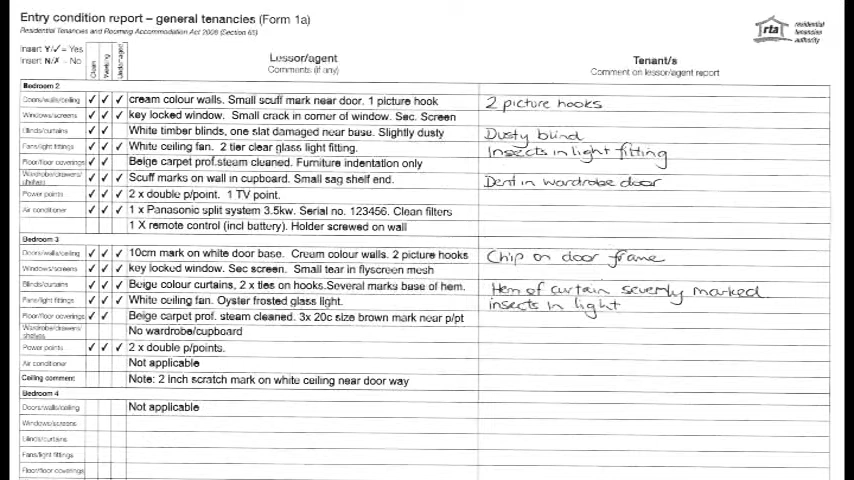 Entry condition report – general tenancies (Form 1a)
Residential Tenancies and Rooming Accommodation Act 2008 (Section 65)
rta residential tenancies authority
Insert Y/✓ = Yes
Insert N/✗ = No
Clean Working Undamaged
Lessor/agent
Comments (if any)
Tenant/s
Comment on lessor/agent report
Bedroom 2
Doors/walls/ceiling ✓ ✓ ✓ cream colour walls. Small scuff mark near door. 1 picture hook 2 picture hooks
Windows/screens ✓ ✓ ✓ key locked window. Small crack in corner of window. Sec. Screen
Blinds/curtains ✓ ✓ White timber blinds, one slat damaged near base. Slightly dusty Dusty blind
Fans/light fittings ✓ ✓ ✓ White ceiling fan. 2 tier clear glass light fitting. Insects in light fitting
Floor/floor coverings ✓ ✓ Beige carpet prof.steam cleaned. Furniture indentation only
Wardrobe/drawers/shelves ✓ ✓ ✓ Scuff marks on wall in cupboard. Small sag shelf end. Dent in wardrobe door
Power points ✓ ✓ ✓ 2 x double p/point. 1 TV point.
Air conditioner ✓ ✓ ✓ 1 x Panasonic split system 3.5kw. Serial no. 123456. Clean filters
1 X remote control (incl battery). Holder screwed on wall
Bedroom 3
Doors/walls/ceiling ✓ ✓ ✓ 10cm mark on white door base. Cream colour walls. 2 picture hooks Chip on door frame
Windows/screens ✓ ✓ ✓ key locked window. Sec screen. Small tear in flyscreen mesh
Blinds/curtains ✓ ✓ ✓ Beige colour curtains, 2 x ties on hooks.Several marks base of hem. Hem of curtain severly marked
Fans/light fittings ✓ ✓ ✓ White ceiling fan. Oyster frosted glass light. insects in light
Floor/floor coverings ✓ ✓ Beige carpet prof. steam cleaned. 3x 20c size brown mark near p/pt
Wardrobe/drawers/shelves No wardrobe/cupboard
Power points ✓ ✓ ✓ 2 x double p/points.
Air conditioner Not applicable
Ceiling comment Note: 2 inch scratch mark on white ceiling near door way
Bedroom 4
Doors/walls/ceiling Not applicable
Windows/screens
Blinds/curtains
Fans/light fittings
Floor/floor coverings